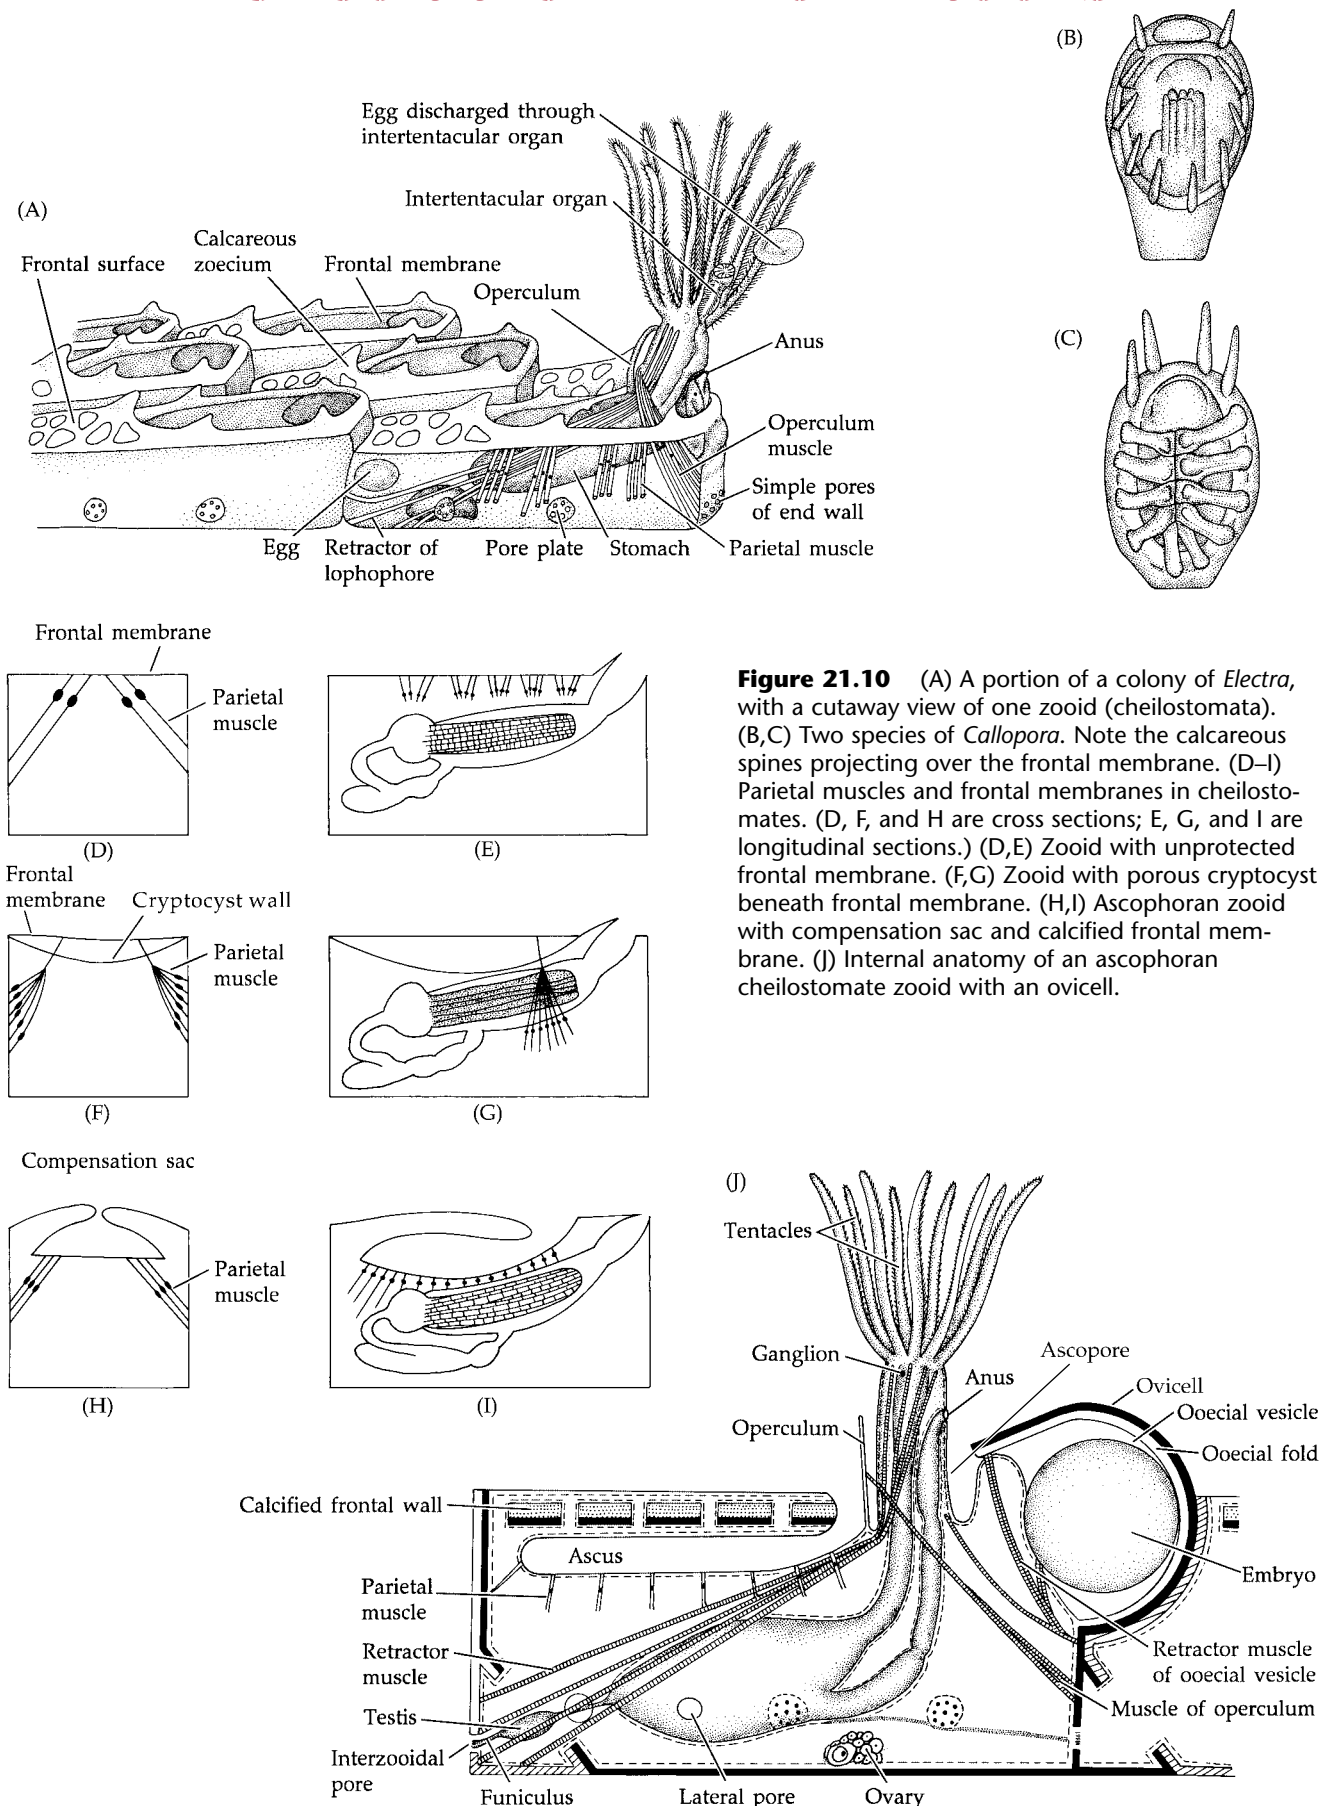 (B)
Egg discharged through
intertentacular organ
Intertentacular organ
(A)
Calcareous
zoecium
Frontal surface
Frontal membrane
Operculum
Anus
(C)
Operculum
muscle
Simple pores
of end wall
Egg
Retractor of
lophophore
Pore plate
Stomach
Parietal muscle
Frontal membrane
Parietal
muscle
(D)
(E)
Figure 21.10 (A) A portion of a colony of Electra,
with a cutaway view of one zooid (cheilostomata).
(B,C) Two species of Callopora. Note the calcareous
spines projecting over the frontal membrane. (D–I)
Parietal muscles and frontal membranes in cheilosto-
mates. (D, F, and H are cross sections; E, G, and I are
longitudinal sections.) (D,E) Zooid with unprotected
frontal membrane. (F,G) Zooid with porous cryptocyst
beneath frontal membrane. (H,I) Ascophoran zooid
with compensation sac and calcified frontal mem-
brane. (J) Internal anatomy of an ascophoran
cheilostomate zooid with an ovicell.
Frontal
membrane
Cryptocyst wall
Parietal
muscle
(F)
(G)
Compensation sac
Parietal
muscle
(H)
(I)
(J)
Tentacles
Ganglion
Ascopore
Anus
Ovicell
Ooecial vesicle
Ooecial fold
Operculum
Calcified frontal wall
Ascus
Embryo
Parietal
muscle
Retractor
muscle
Retractor muscle
of ooecial vesicle
Muscle of operculum
Testis
Interzooidal
pore
Funiculus
Lateral pore
Ovary